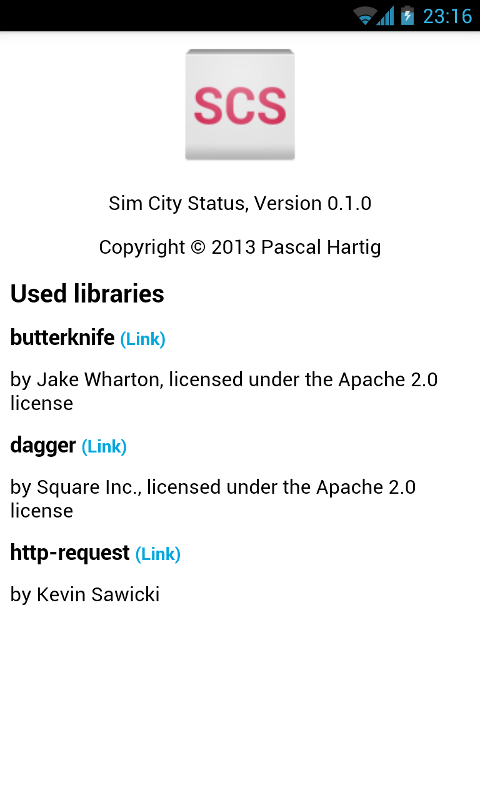 23:16
SCS
Sim City Status, Version 0.1.0
Copyright © 2013 Pascal Hartig
Used libraries
butterknife (Link)
by Jake Wharton, licensed under the Apache 2.0
license
dagger (Link)
by Square Inc., licensed under the Apache 2.0
license
http-request (Link)
by Kevin Sawicki